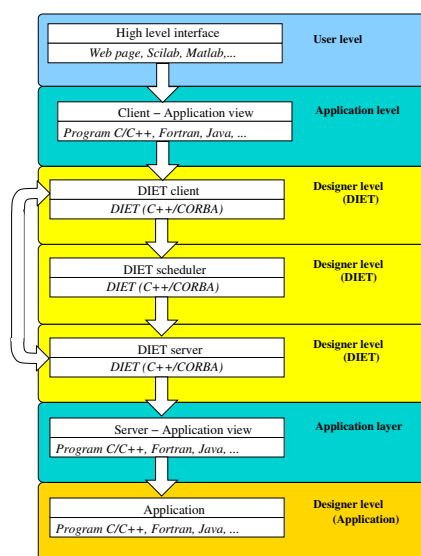 High level interface
User level
Web page, Scilab, Matlab,...
Client − Application view
Application level
Program C/C++, Fortran, Java, ...
DIET client
Designer level
(DIET)
DIET (C++/CORBA)
DIET scheduler
Designer level
(DIET)
DIET (C++/CORBA)
DIET server
Designer level
(DIET)
DIET (C++/CORBA)
Server − Application view
Application layer
Program C/C++, Fortran, Java, ...
Application
Designer level
(Application)
Program C/C++, Fortran, Java, ...